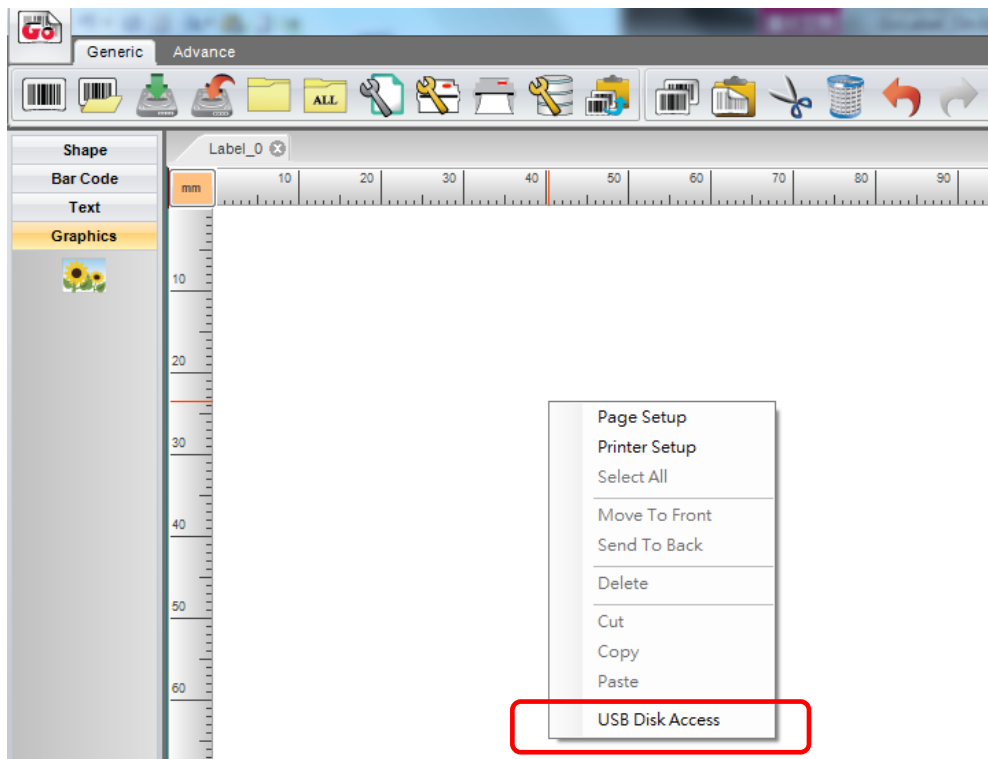 Go
Generic Advance
ALL
Shape
Bar Code
Text
Graphics
Label_0
mm 10 20 30 40 50 60 70 80 90
10
20
30
40
50
60
Page Setup
Printer Setup
Select All
Move To Front
Send To Back
Delete
Cut
Copy
Paste
USB Disk Access